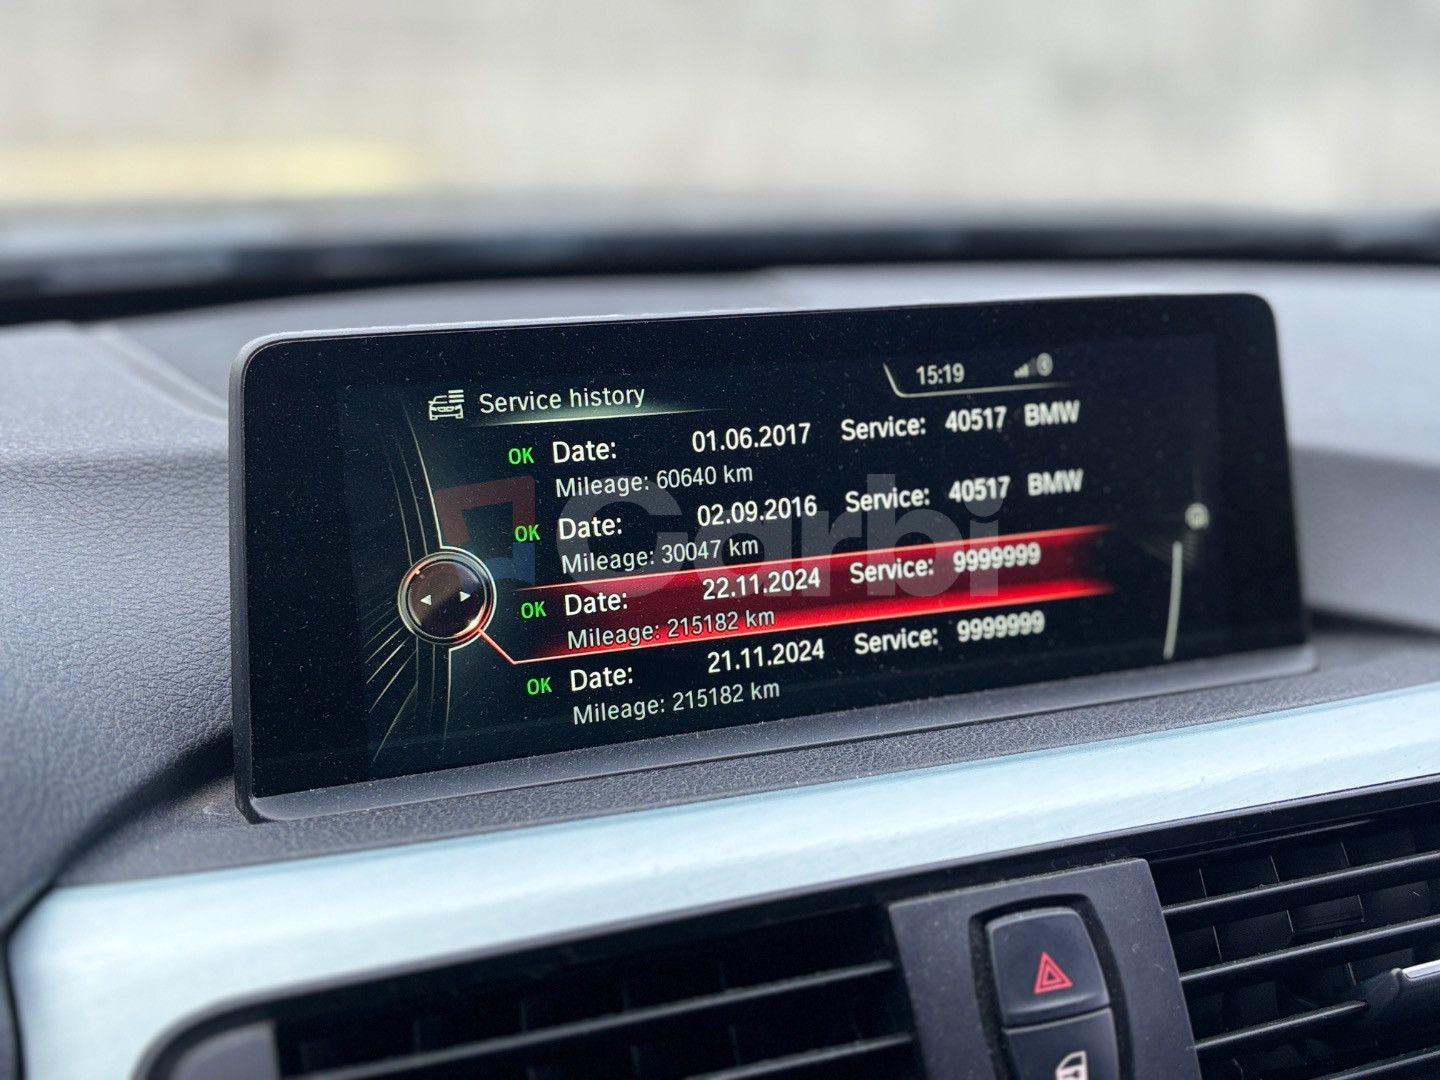 Service history
15:19
OK Date: 01.06.2017 Service: 40517 BMW
Mileage: 60640 km
OK Date: 02.09.2016 Service: 40517 BMW
Mileage: 30047 km
OK Date: 22.11.2024 Service: 9999999
Mileage: 215182 km
OK Date: 21.11.2024 Service: 9999999
Mileage: 215182 km
Carbi